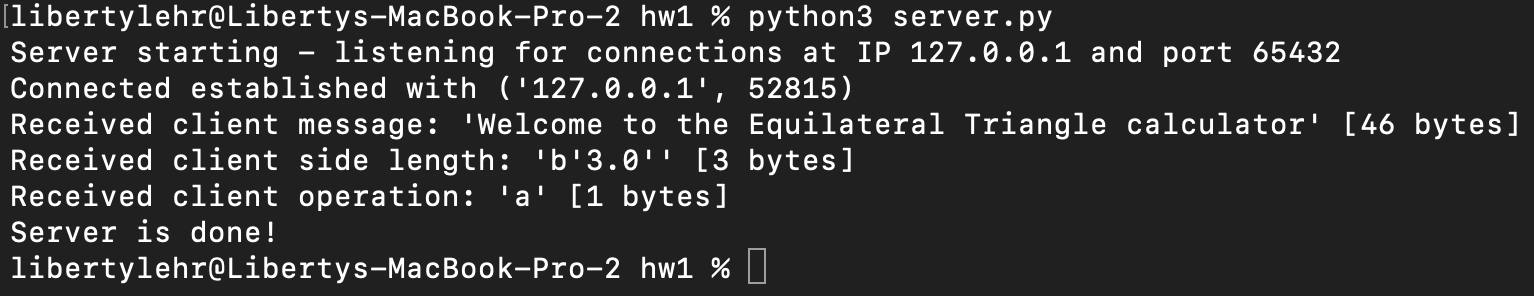 [libertylehr@Libertys-MacBook-Pro-2 hw1 % python3 server.py
Server starting – listening for connections at IP 127.0.0.1 and port 65432
Connected established with ('127.0.0.1', 52815)
Received client message: 'Welcome to the Equilateral Triangle calculator' [46 bytes]
Received client side length: 'b'3.0'' [3 bytes]
Received client operation: 'a' [1 bytes]
Server is done!
libertylehr@Libertys-MacBook-Pro-2 hw1 %